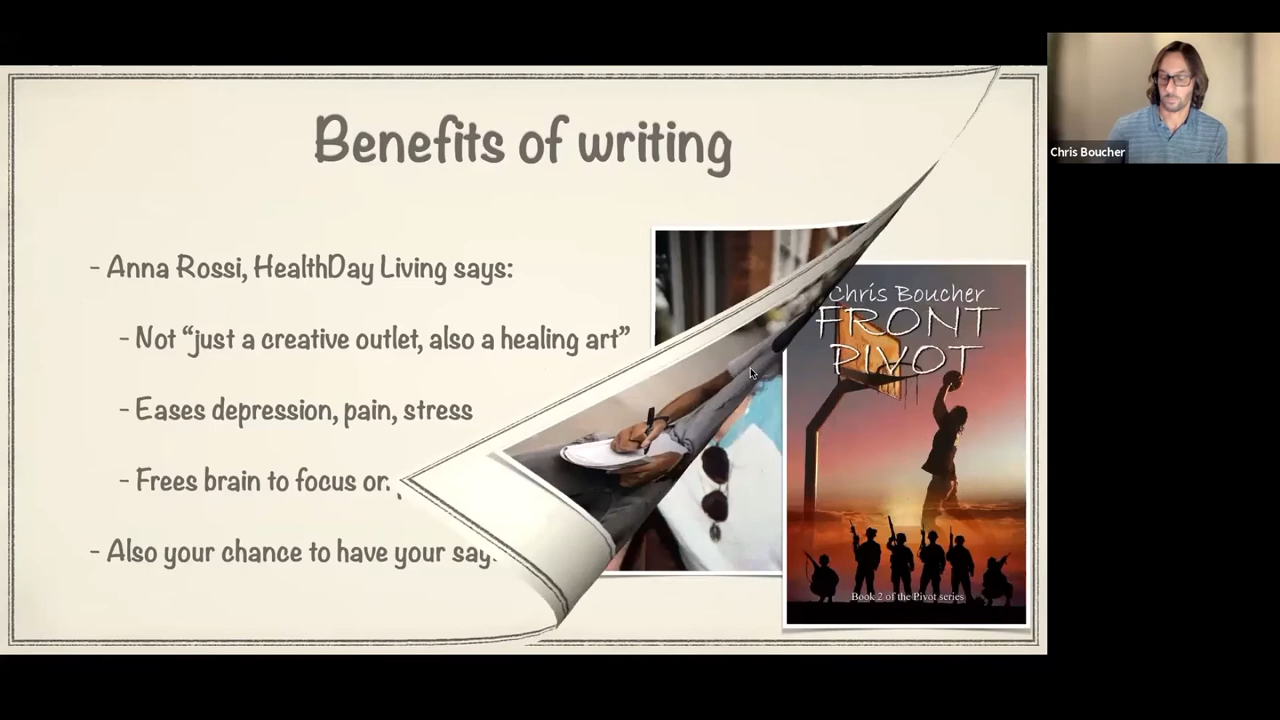 Benefits of writing
- Anna Rossi, HealthDay Living says:
- Not “just a creative outlet, also a healing art”
- Eases depression, pain, stress
- Frees brain to focus
- Also your chance to have your say
Chris Boucher
FRONT
PIVOT
Book 2 of the Pivot series
Chris Boucher